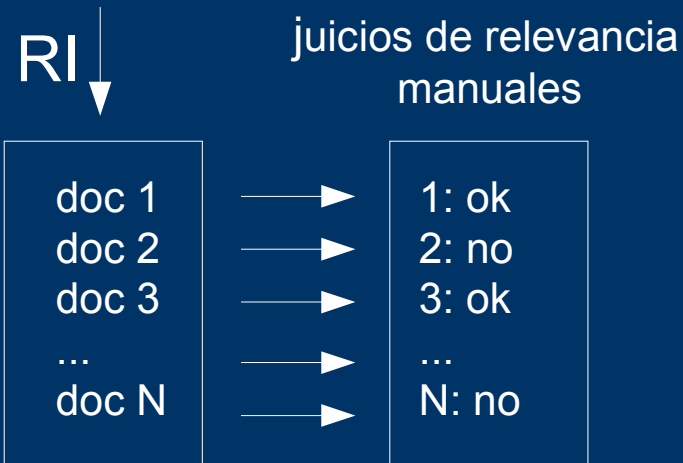 RI
juicios de relevancia
manuales
doc 1
doc 2
doc 3
...
doc N
1: ok
2: no
3: ok
...
N: no